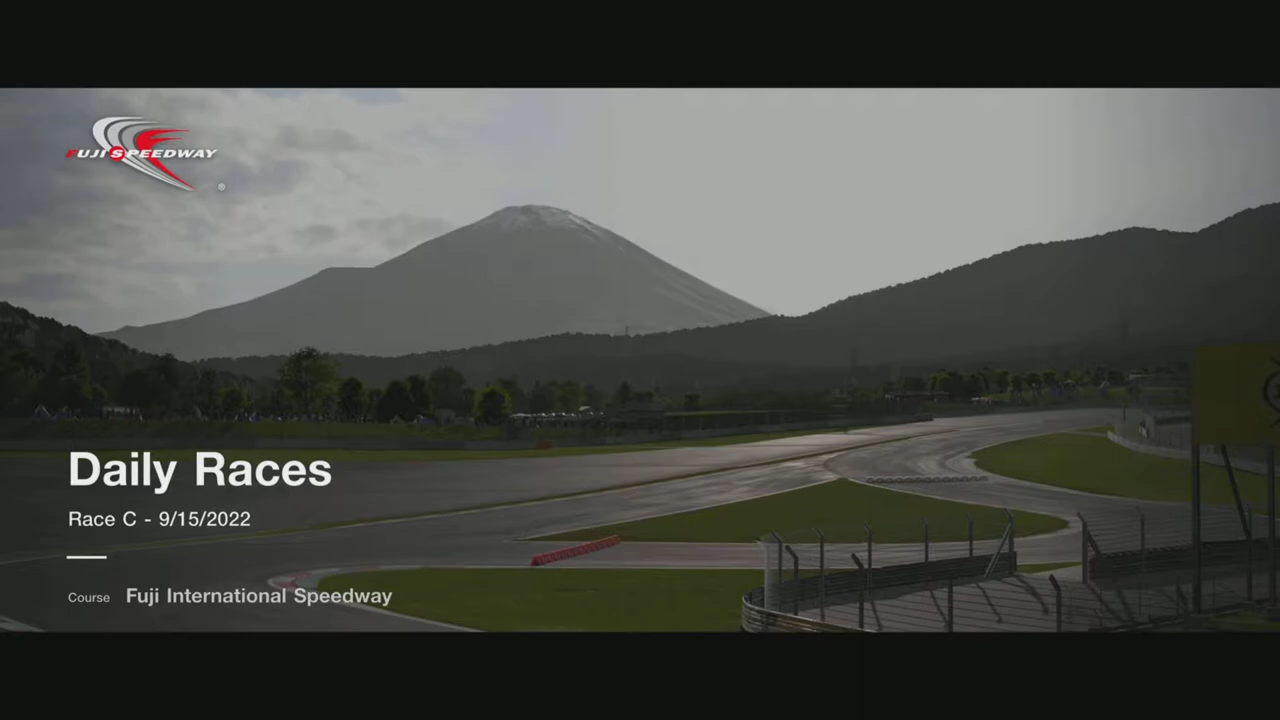 FUJI SPEEDWAY
®
Daily Races
Race C - 9/15/2022
Course Fuji International Speedway